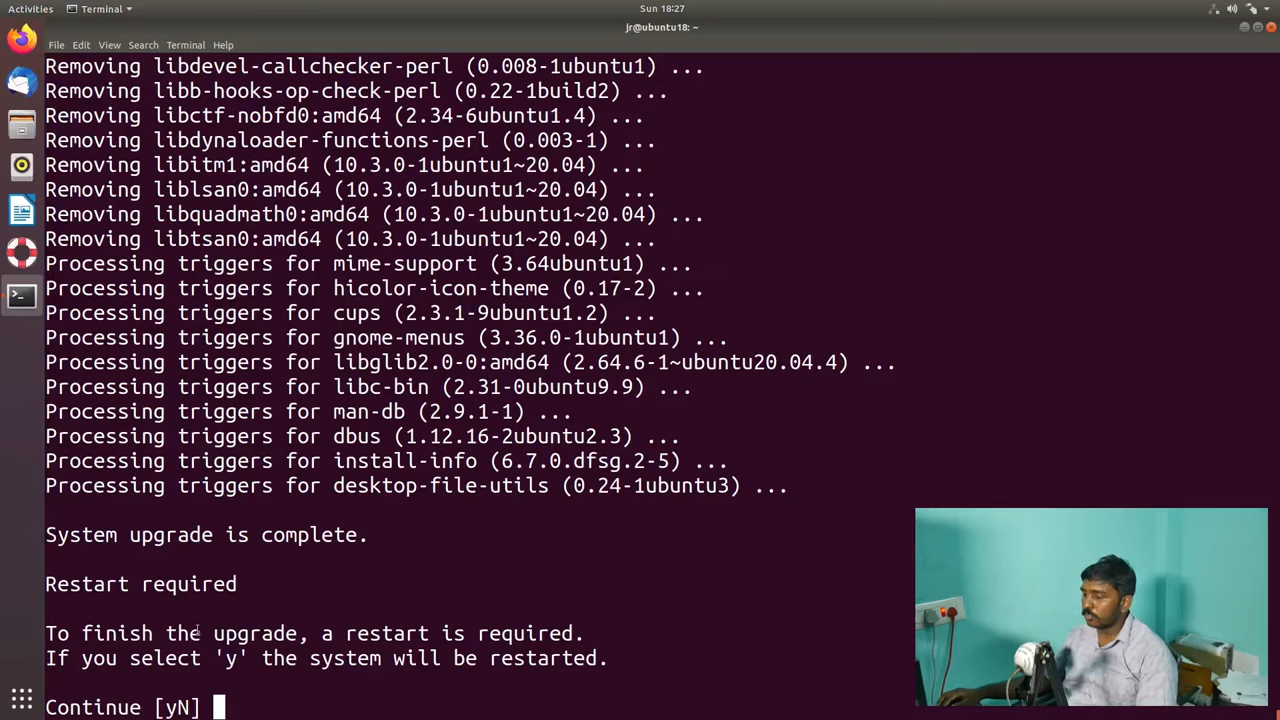 Activities
Terminal
Sun 18:27
jr@ubuntu18: ~
File Edit View Search Terminal Help
Removing libdevel-callchecker-perl (0.008-1ubuntu1) ...
Removing libb-hooks-op-check-perl (0.22-1build2) ...
Removing libctf-nobfd0:amd64 (2.34-6ubuntu1.4) ...
Removing libdynaloader-functions-perl (0.003-1) ...
Removing libitm1:amd64 (10.3.0-1ubuntu1~20.04) ...
Removing liblsan0:amd64 (10.3.0-1ubuntu1~20.04) ...
Removing libquadmath0:amd64 (10.3.0-1ubuntu1~20.04) ...
Removing libtsan0:amd64 (10.3.0-1ubuntu1~20.04) ...
Processing triggers for mime-support (3.64ubuntu1) ...
Processing triggers for hicolor-icon-theme (0.17-2) ...
Processing triggers for cups (2.3.1-9ubuntu1.2) ...
Processing triggers for gnome-menus (3.36.0-1ubuntu1) ...
Processing triggers for libglib2.0-0:amd64 (2.64.6-1~ubuntu20.04.4) ...
Processing triggers for libc-bin (2.31-0ubuntu9.9) ...
Processing triggers for man-db (2.9.1-1) ...
Processing triggers for dbus (1.12.16-2ubuntu2.3) ...
Processing triggers for install-info (6.7.0.dfsg.2-5) ...
Processing triggers for desktop-file-utils (0.24-1ubuntu3) ...
System upgrade is complete.
Restart required
To finish the upgrade, a restart is required.
If you select 'y' the system will be restarted.
Continue [yN]